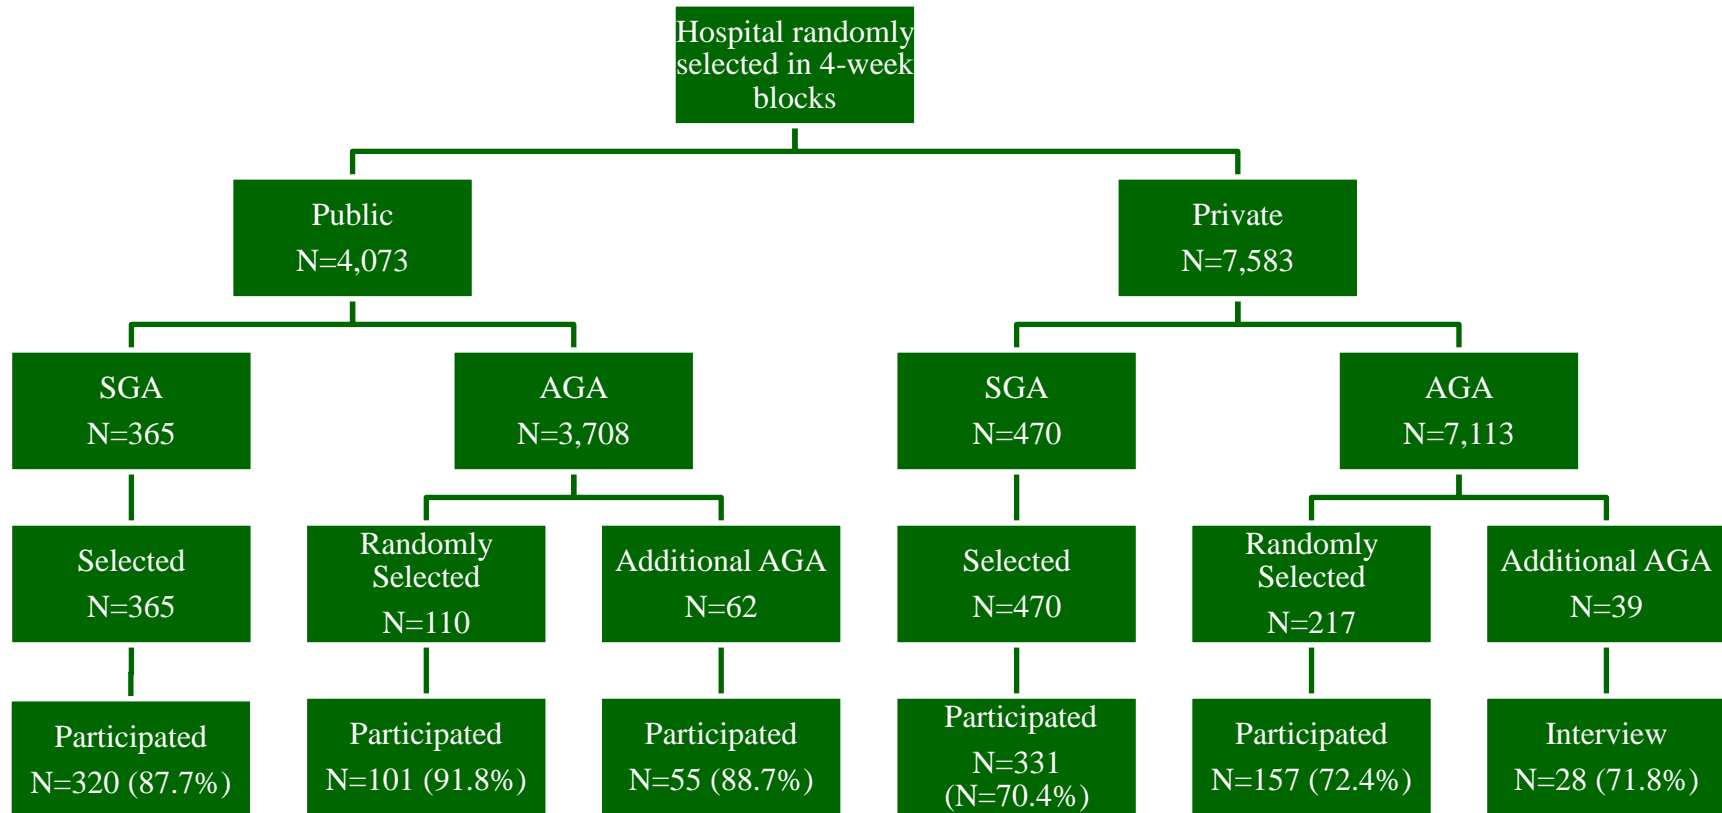 Hospital randomly
selected in 4-week
blocks
Public
N=4,073
Private
N=7,583
SGA
N=365
AGA
N=3,708
SGA
N=470
AGA
N=7,113
Selected
N=365
Randomly
Selected
N=110
Additional AGA
N=62
Selected
N=470
Randomly
Selected
N=217
Additional AGA
N=39
Participated
N=320 (87.7%)
Participated
N=101 (91.8%)
Participated
N=55 (88.7%)
Participated
N=331
(N=70.4%)
Participated
N=157 (72.4%)
Interview
N=28 (71.8%)